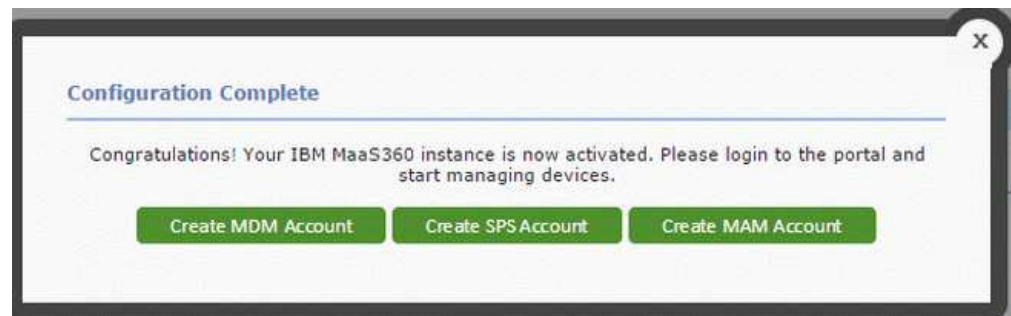 X
Configuration Complete
Congratulations! Your IBM MaaS360 instance is now activated. Please login to the portal and
start managing devices.
Create MDM Account Create SPS Account Create MAM Account